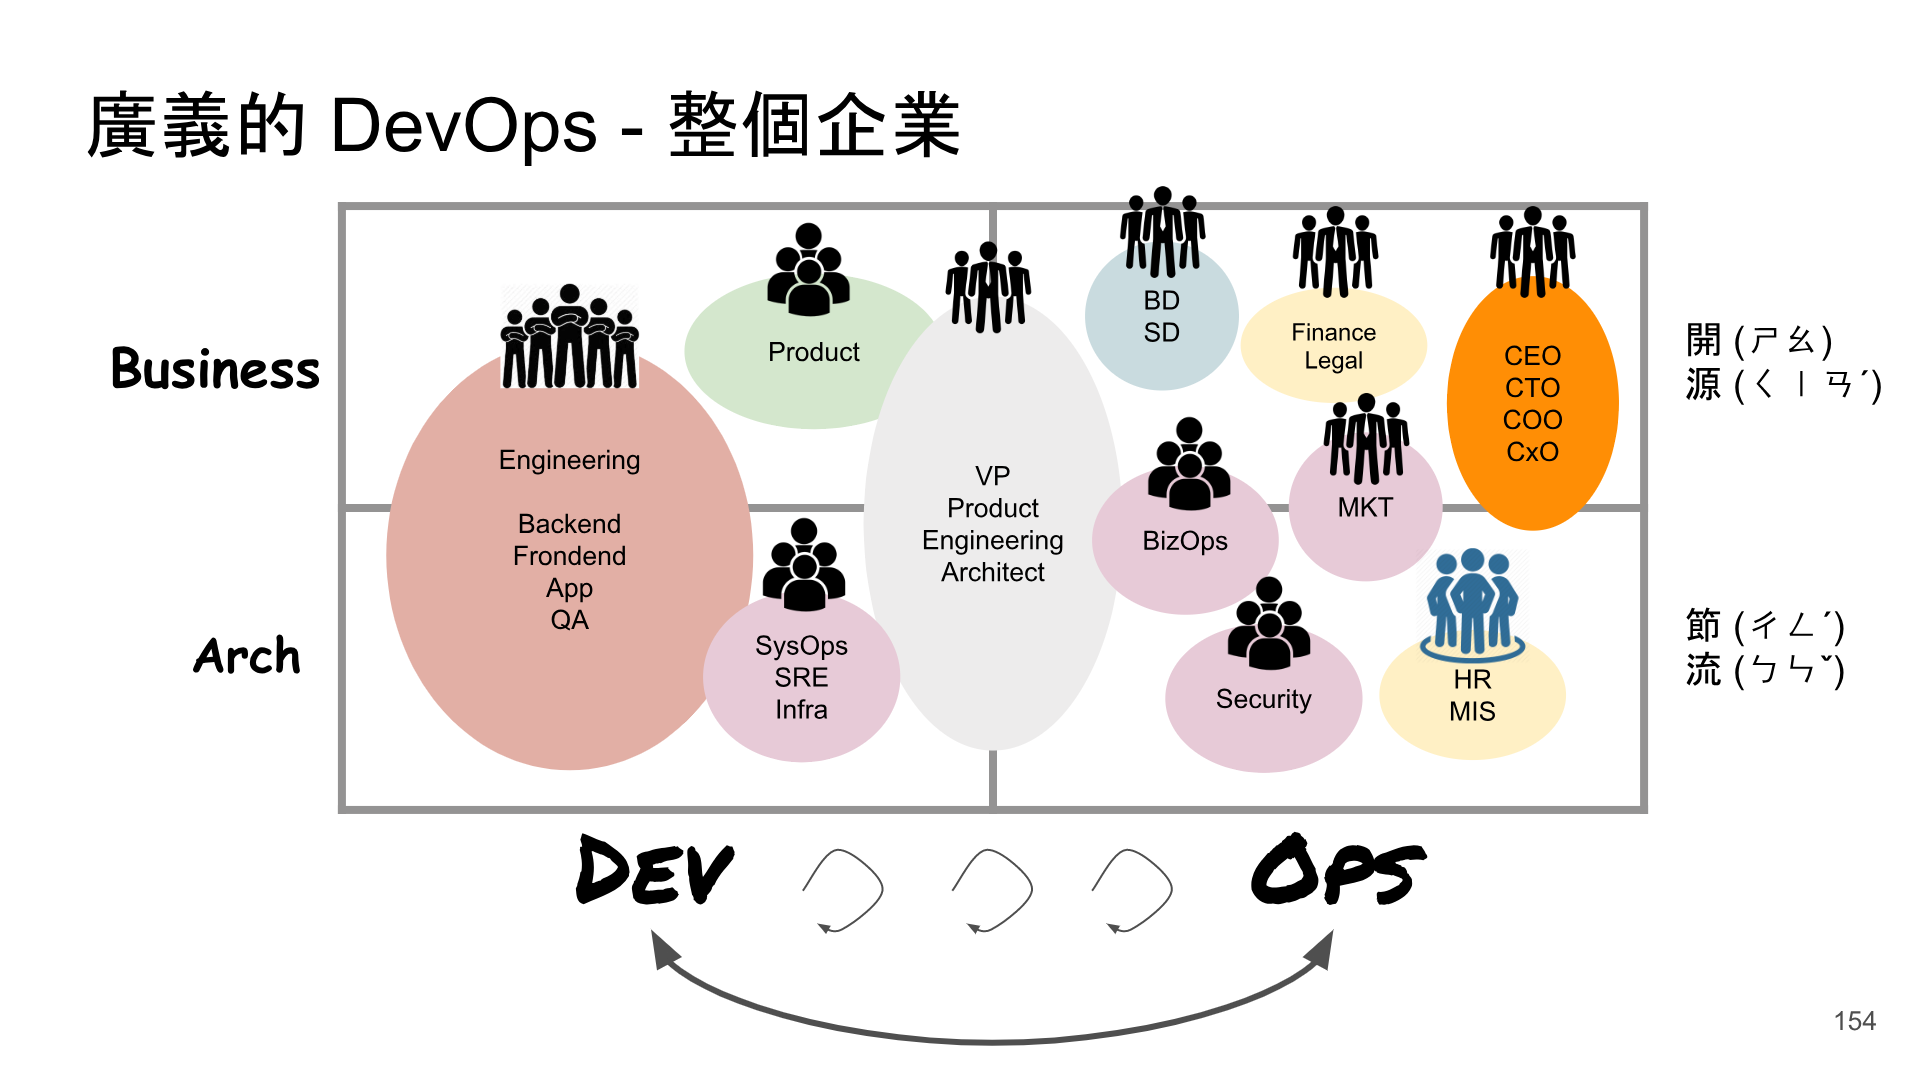 廣義的 DevOps - 整個企業
Business
Engineering
Backend
Frondend
App
QA
Product
SysOps
SRE
Infra
VP
Product
Engineering
Architect
BD
SD
Finance
Legal
CEO
CTO
COO
CxO
BizOps
MKT
Security
HR
MIS
開 (ㄕㄠ)
源 (ㄑㄧㄢˊ)
Arch
節 (ㄔㄥˊ)
流 (ㄅㄣˇ)
DEV
OPS
154